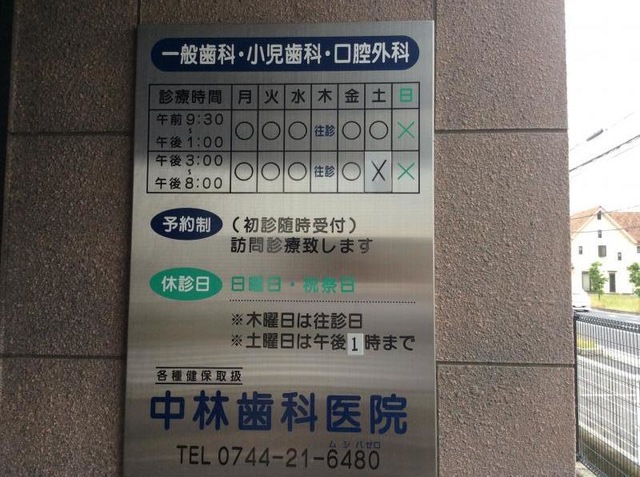 一般歯科・小児歯科・口腔外科
診療時間 月 火 水 木 金 土 日
午前 9:30
~
午後 1:00
○ ○ ○ 往診 ○ ○ ×
午後 3:00
~
午後 8:00
○ ○ ○ 往診 ○ × ×
予約制 (初診随時受付)
訪問診療致します
休診日 日曜日・祝祭日
※木曜日は往診日
※土曜日は午後1時まで
各種健保取扱
中林歯科医院
ムシバゼロ
TEL 0744-21-6480